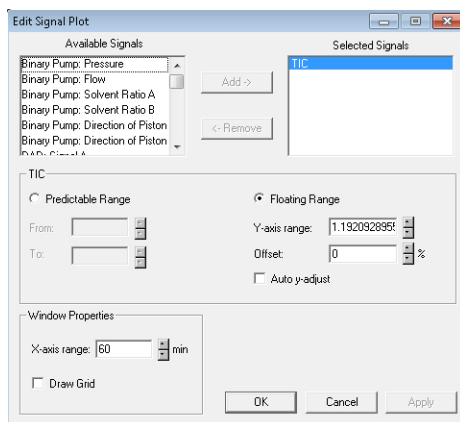 Edit Signal Plot
Available Signals
Selected Signals
Binary Pump: Pressure
Binary Pump: Flow
Binary Pump: Solvent Ratio A
Binary Pump: Solvent Ratio B
Binary Pump: Direction of Piston
Binary Pump: Direction of Piston
DAD: Signal A
TIC
Add ->
<- Remove
TIC
Predictable Range
Floating Range
From:
Y-axis range: 1.1920928955
To:
Offset: 0 %
Auto y-adjust
Window Properties
X-axis range: 60 min
Draw Grid
OK
Cancel
Apply